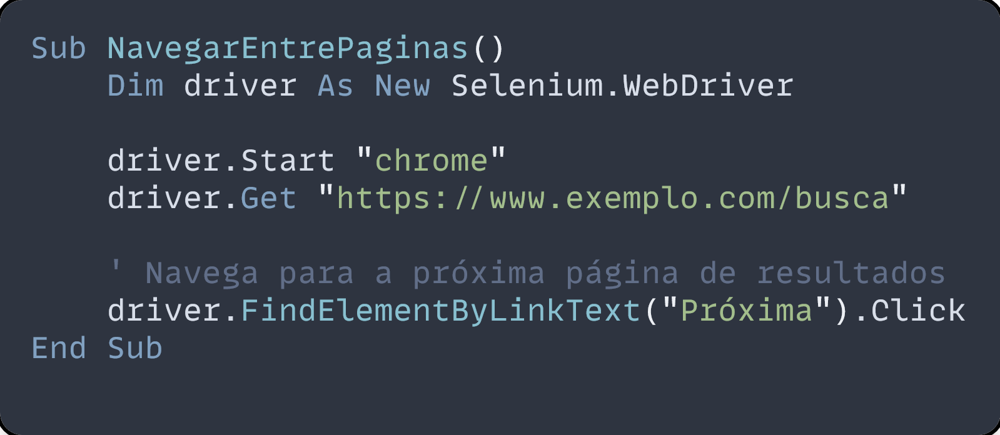 Sub NavegarEntrePaginas()
    Dim driver As New Selenium.WebDriver

    driver.Start "chrome"
    driver.Get "https://www.exemplo.com/busca"

    ' Navega para a próxima página de resultados
    driver.FindElementByLinkText("Próxima").Click
End Sub